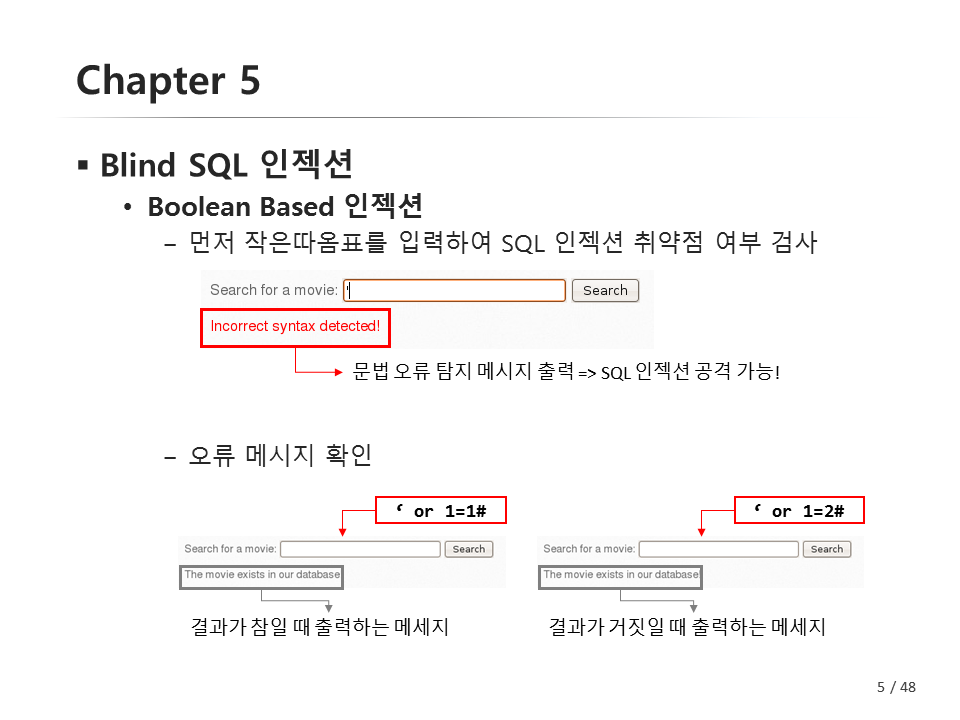 Chapter 5
▪ Blind SQL 인젝션
• Boolean Based 인젝션
– 먼저 작은따옴표를 입력하여 SQL 인젝션 취약점 여부 검사
Search for a movie: ' Search
Incorrect syntax detected!
문법 오류 탐지 메시지 출력 => SQL 인젝션 공격 가능!
– 오류 메시지 확인
‘ or 1=1#
‘ or 1=2#
Search for a movie: Search
Search for a movie: Search
The movie exists in our database
The movie exists in our database
결과가 참일 때 출력하는 메세지
결과가 거짓일 때 출력하는 메세지
5 / 48